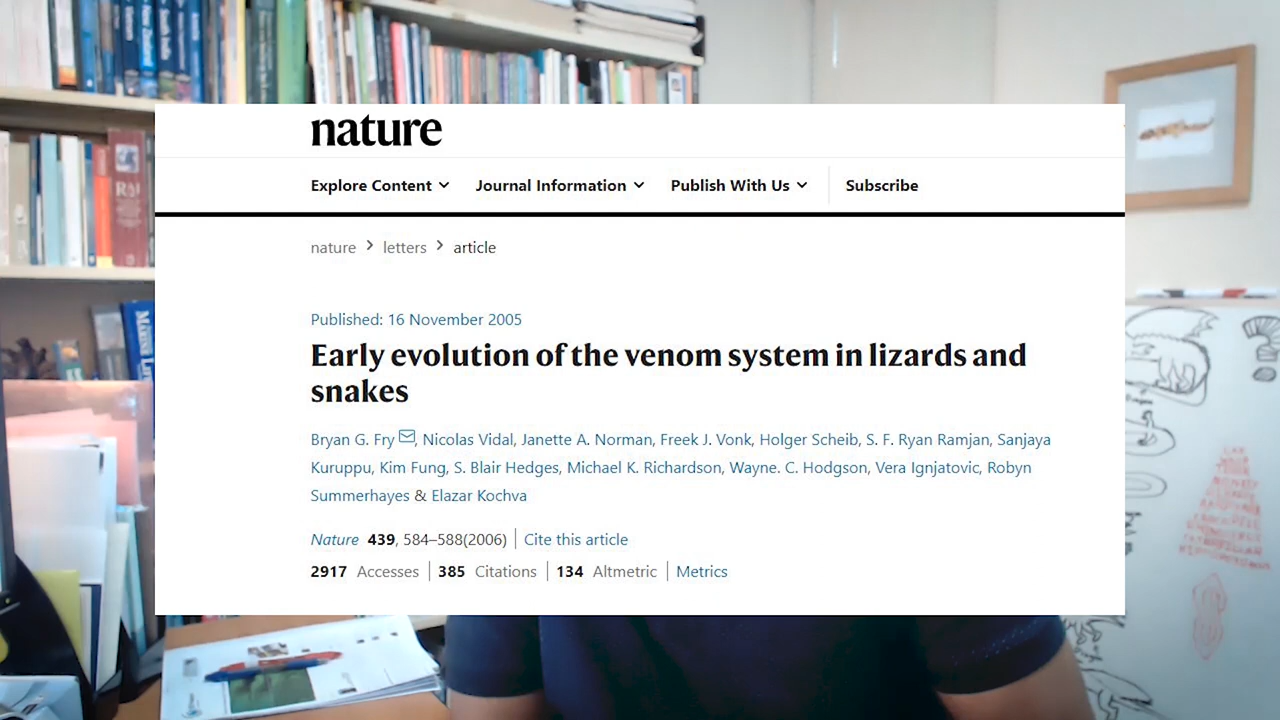 nature
Explore Content
Journal Information
Publish With Us
Subscribe
nature > letters > article
Published: 16 November 2005
Early evolution of the venom system in lizards and
snakes
Bryan G. Fry, Nicolas Vidal, Janette A. Norman, Freek J. Vonk, Holger Scheib, S. F. Ryan Ramjan, Sanjaya
Kuruppu, Kim Fung, S. Blair Hedges, Michael K. Richardson, Wayne. C. Hodgson, Vera Ignjatovic, Robyn
Summerhayes & Elazar Kochva
Nature 439, 584–588(2006) | Cite this article
2917 Accesses | 385 Citations | 134 Altmetric | Metrics